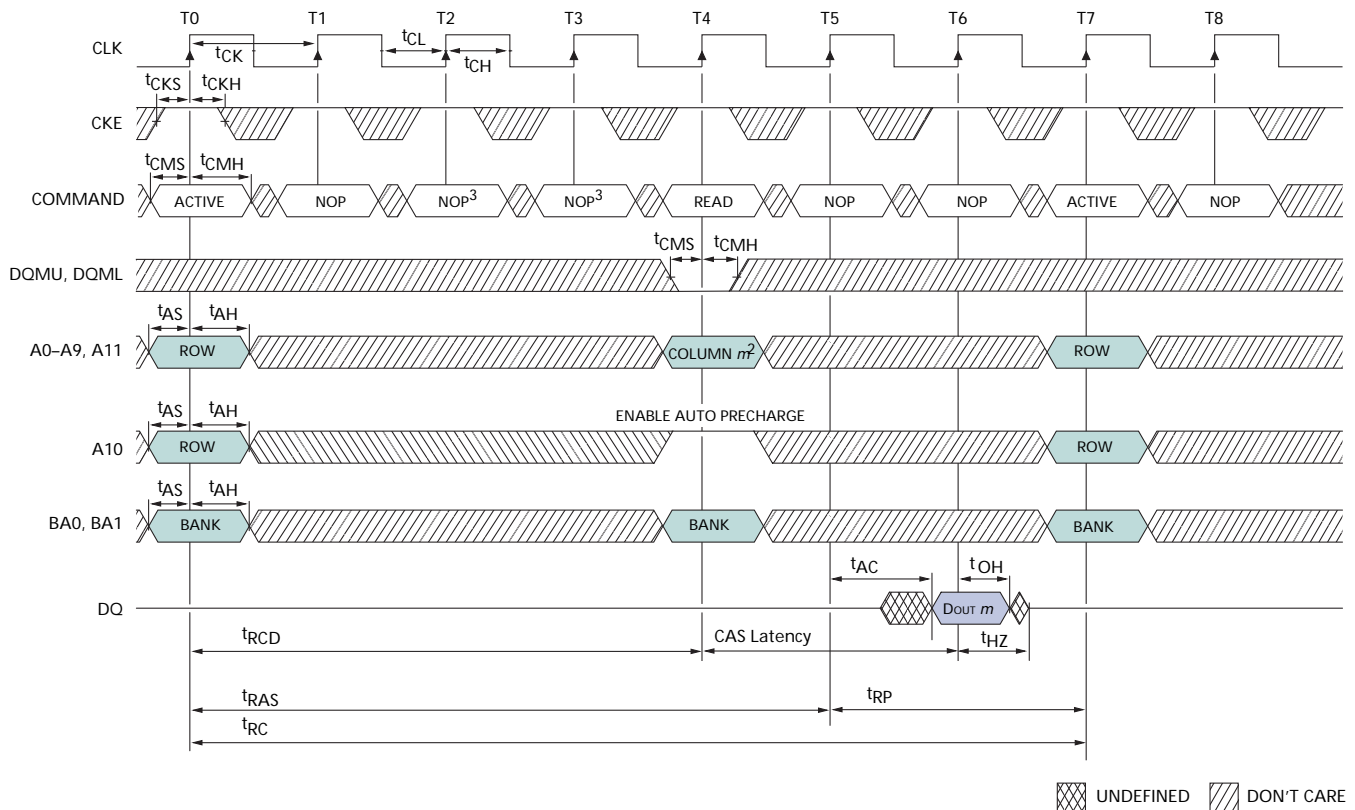 T0 T1 T2 T3 T4 T5 T6 T7 T8
CLK
tCK tCL tCH
tCKS tCKH
CKE
tCMS tCMH
COMMAND ACTIVE NOP NOP3 NOP3 READ NOP NOP ACTIVE NOP
tCMS tCMH
DQMU, DQML
tAS tAH
A0–A9, A11 ROW COLUMN m2 ROW
ENABLE AUTO PRECHARGE
tAS tAH
A10 ROW ROW
tAS tAH
BA0, BA1 BANK BANK BANK
tAC tOH
DQ DOUT m
tRCD CAS Latency tHZ
tRAS tRP
tRC
UNDEFINED DON'T CARE